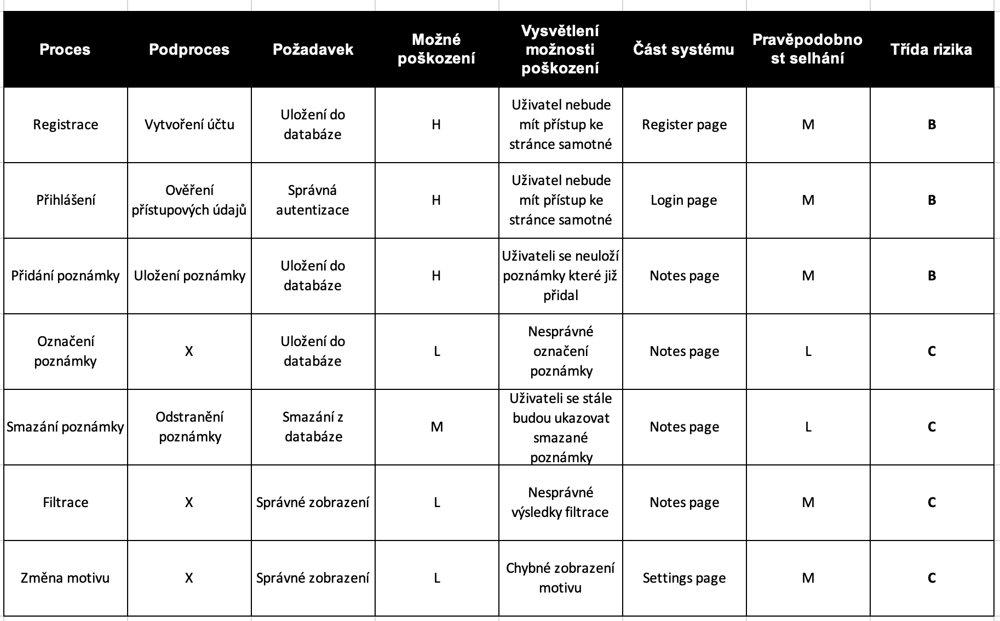 Proces
Podproces
Požadavek
Možné
poškození
Vysvětlení
možnosti
poškození
Část systému
Pravěpodobno
st selhání
Třída rizika
Registrace
Vytvoření účtu
Uložení do
databáze
H
Uživatel nebude
mít přístup ke
stránce samotné
Register page
M
B
Přihlášení
Ověření
přístupových údajů
Správná
autentizace
H
Uživatel nebude
mít přístup ke
stránce samotné
Login page
M
B
Přidání poznámky
Uložení poznámky
Uložení do
databáze
H
Uživateli se neuloží
poznámky které již
přidal
Notes page
M
B
Označení
poznámky
X
Uložení do
databáze
L
Nesprávné
označení
poznámky
Notes page
L
C
Smazání poznámky
Odstranění
poznámky
Smazání z
databáze
M
Uživateli se stále
budou ukazovat
smazané
poznámky
Notes page
L
C
Filtrace
X
Správné zobrazení
L
Nesprávné
výsledky filtrace
Notes page
M
C
Změna motivu
X
Správné zobrazení
L
Chybné zobrazení
motivu
Settings page
M
C